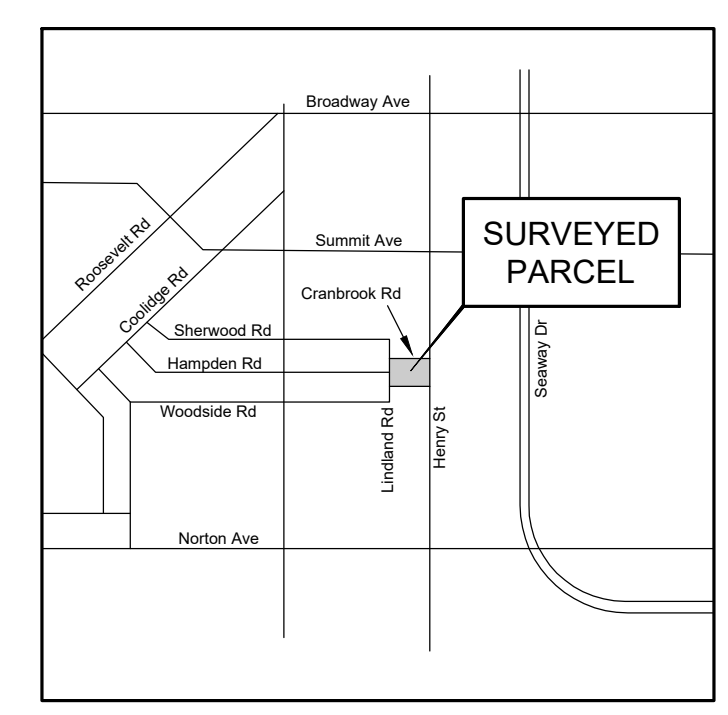 Broadway Ave
Roosevelt Rd
Summit Ave
SURVEYED
PARCEL
Coolidge Rd
Cranbrook Rd
Sherwood Rd
Hampden Rd
Woodside Rd
Lindland Rd
Henry St
Seaway Dr
Norton Ave